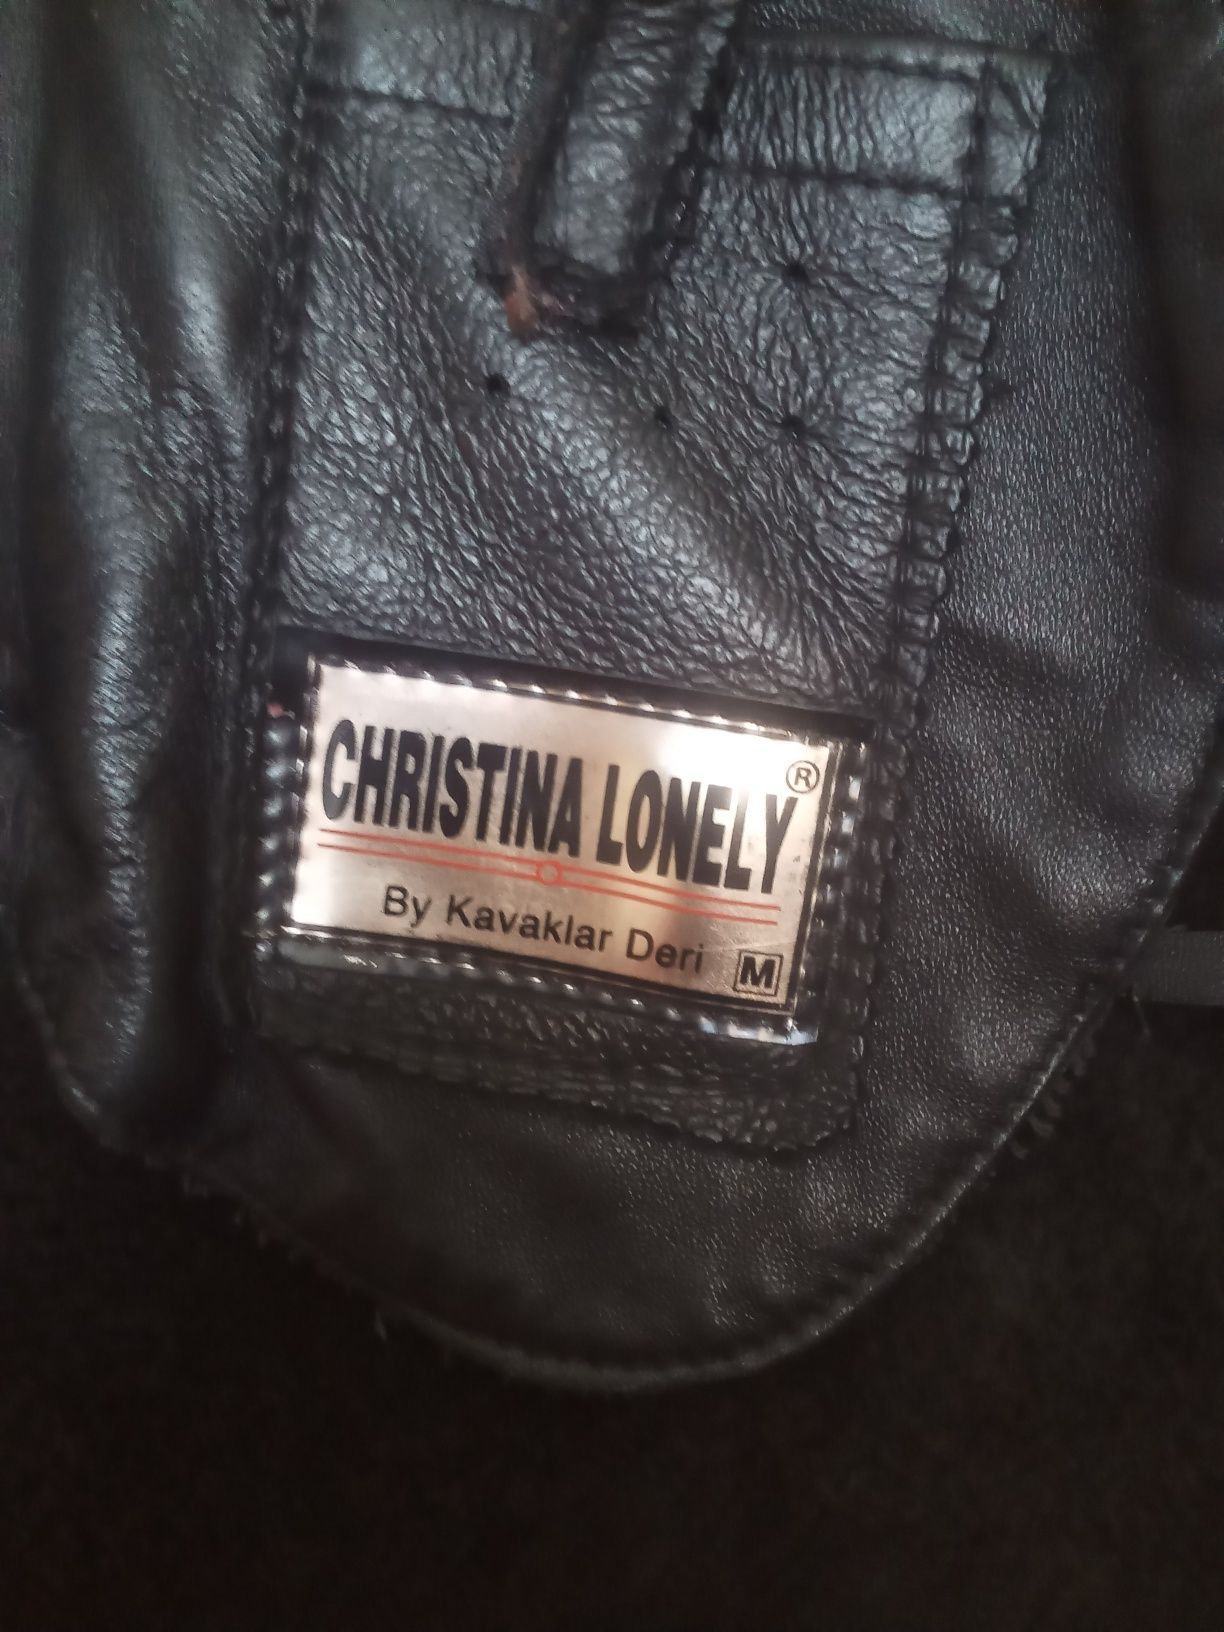 CHRISTINA LONELY ®
By Kavaklar Deri
M